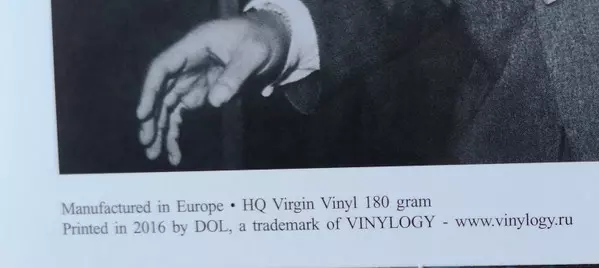 Manufactured in Europe • HQ Virgin Vinyl 180 gram
Printed in 2016 by DOL, a trademark of VINYLOGY - www.vinylogy.ru